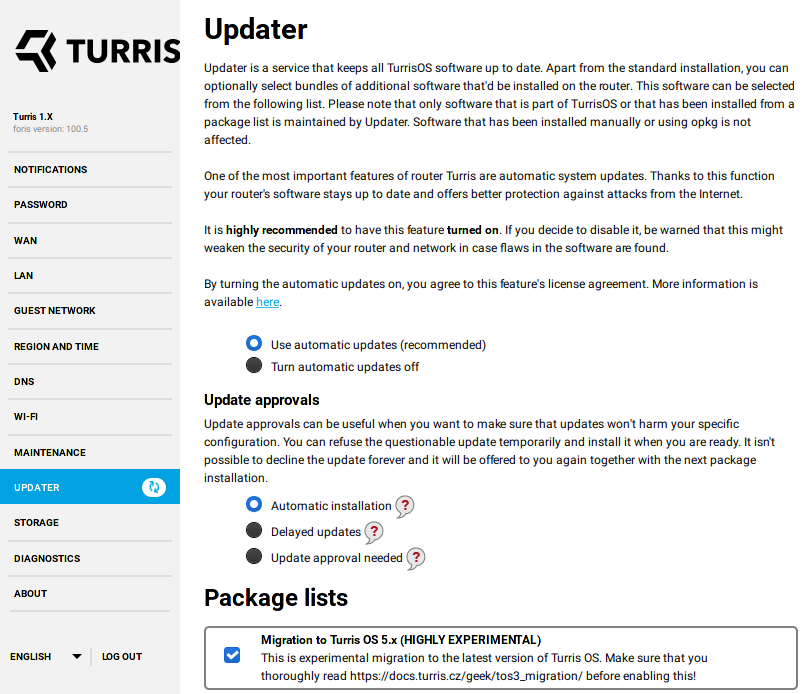 TURRIS
Turris 1.X
foris version: 100.5
NOTIFICATIONS
PASSWORD
WAN
LAN
GUEST NETWORK
REGION AND TIME
DNS
WI-FI
MAINTENANCE
UPDATER
STORAGE
DIAGNOSTICS
ABOUT
ENGLISH
LOG OUT
Updater
Updater is a service that keeps all TurrisOS software up to date. Apart from the standard installation, you can
optionally select bundles of additional software that'd be installed on the router. This software can be selected
from the following list. Please note that only software that is part of TurrisOS or that has been installed from a
package list is maintained by Updater. Software that has been installed manually or using opkg is not
affected.
One of the most important features of router Turris are automatic system updates. Thanks to this function
your router's software stays up to date and offers better protection against attacks from the Internet.
It is highly recommended to have this feature turned on. If you decide to disable it, be warned that this might
weaken the security of your router and network in case flaws in the software are found.
By turning the automatic updates on, you agree to this feature's license agreement. More information is
available here.
Use automatic updates (recommended)
Turn automatic updates off
Update approvals
Update approvals can be useful when you want to make sure that updates won't harm your specific
configuration. You can refuse the questionable update temporarily and install it when you are ready. It isn't
possible to decline the update forever and it will be offered to you again together with the next package
installation.
Automatic installation ?
Delayed updates ?
Update approval needed ?
Package lists
Migration to Turris OS 5.x (HIGHLY EXPERIMENTAL)
This is experimental migration to the latest version of Turris OS. Make sure that you
thoroughly read https://docs.turris.cz/geek/tos3_migration/ before enabling this!